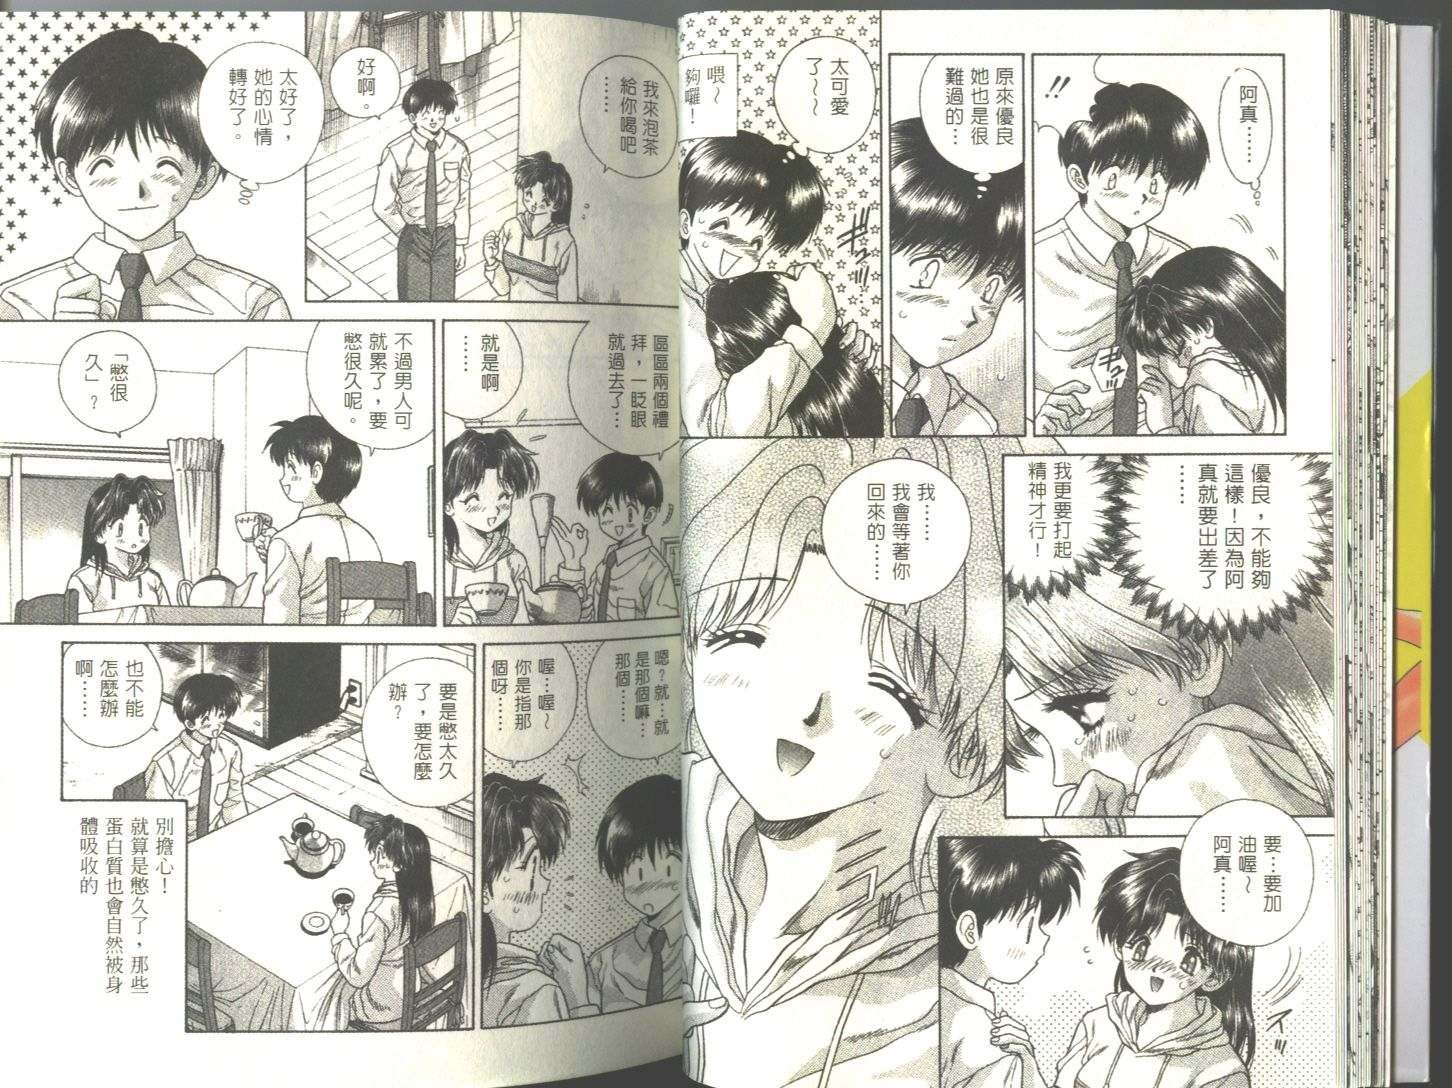 阿真……
!!
原來優良
她也是很
難過的…
太可愛
了～～
喂～
夠囉！
優良，不能夠
這樣！因為阿
真就要出差了
……
我更要打起
精神才行！
我……
我會等著你
回來的……
要…要加
油喔～
阿真……
我來泡茶
給你喝吧
……
好啊。
太好了，
她的心情
轉好了。
區區兩個禮
拜，一眨眼
就過去了…
就是啊
……
不過男人可
就累了，要
憋很久呢。
「憋很
久」？
嗯？就…就
是那個嘛…
那個……
喔…喔～
你是指那
個呀……
要是憋太久
了，要怎麼
辦？
也不能
怎麼辦
啊……
別擔心！
就算是憋久了，那些
蛋白質也會自然被身
體吸收的